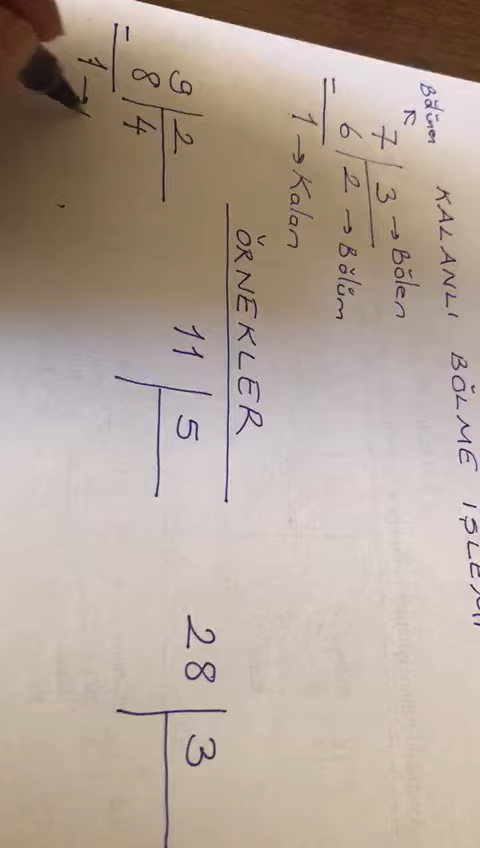 KALANLI BÖLME İŞLEMİ
Bölünen
7 | 3 → Bölen
6 | 2 → Bölüm
1 → Kalan
ÖRNEKLER
9 | 2
8 | 4
1 →
11 | 5
28 | 3